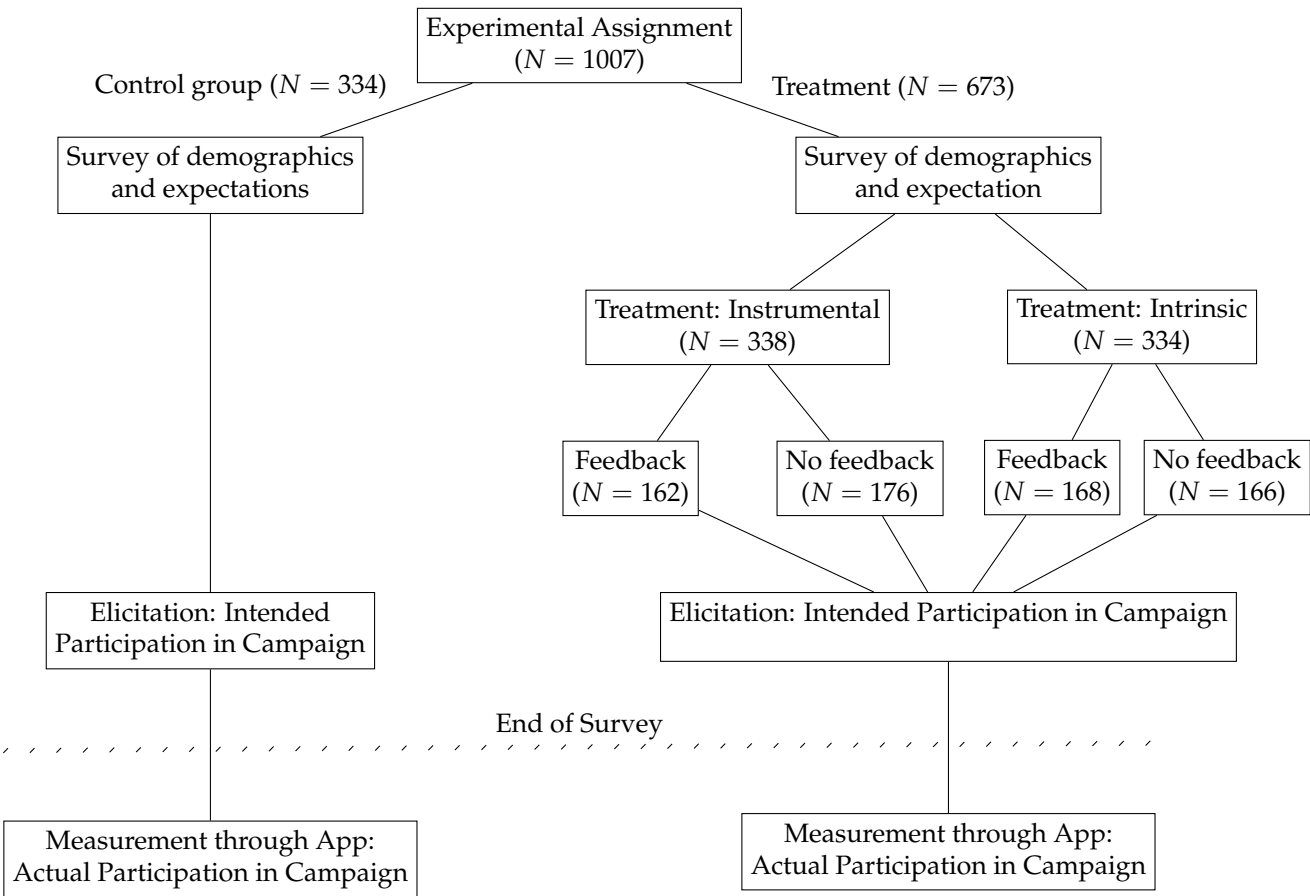 Experimental Assignment
(N = 1007)
Control group (N = 334)
Treatment (N = 673)
Survey of demographics
and expectations
Survey of demographics
and expectation
Treatment: Instrumental
(N = 338)
Treatment: Intrinsic
(N = 334)
Feedback
(N = 162)
No feedback
(N = 176)
Feedback
(N = 168)
No feedback
(N = 166)
Elicitation: Intended
Participation in Campaign
Elicitation: Intended Participation in Campaign
End of Survey
Measurement through App:
Actual Participation in Campaign
Measurement through App:
Actual Participation in Campaign